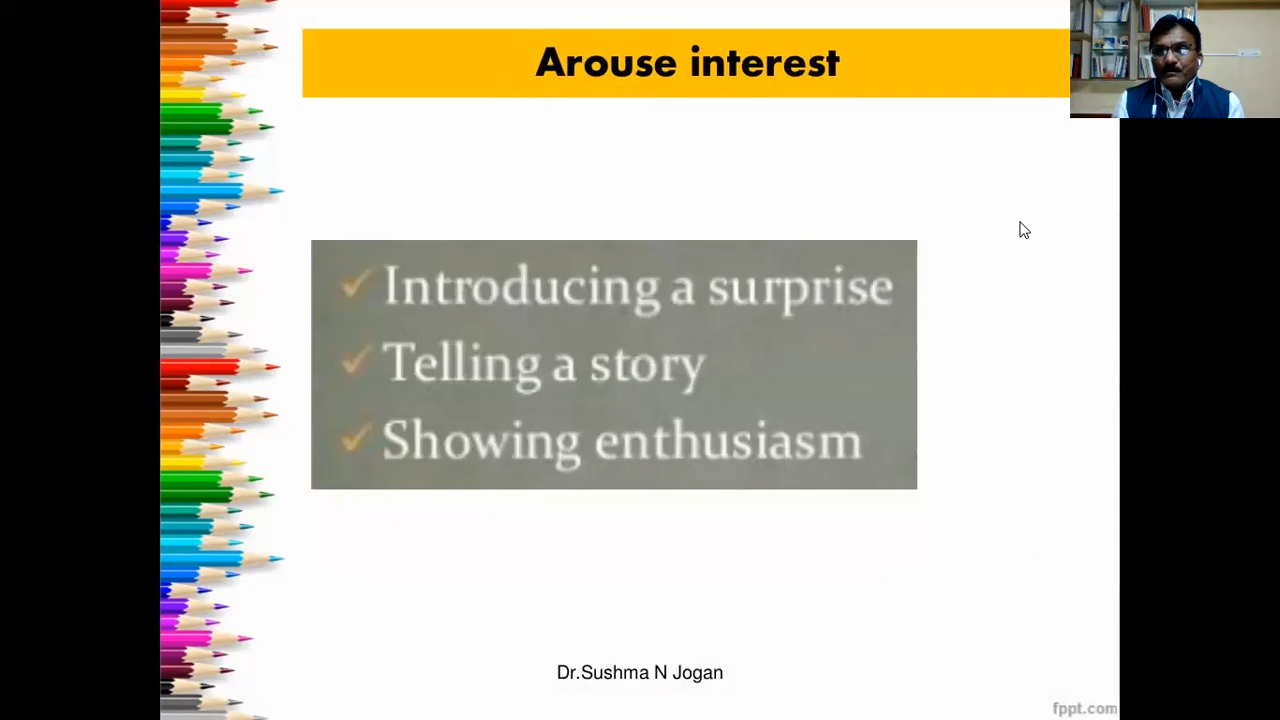 Arouse interest
✓ Introducing a surprise
✓ Telling a story
✓ Showing enthusiasm
Dr.Sushma N Jogan
fppt.com